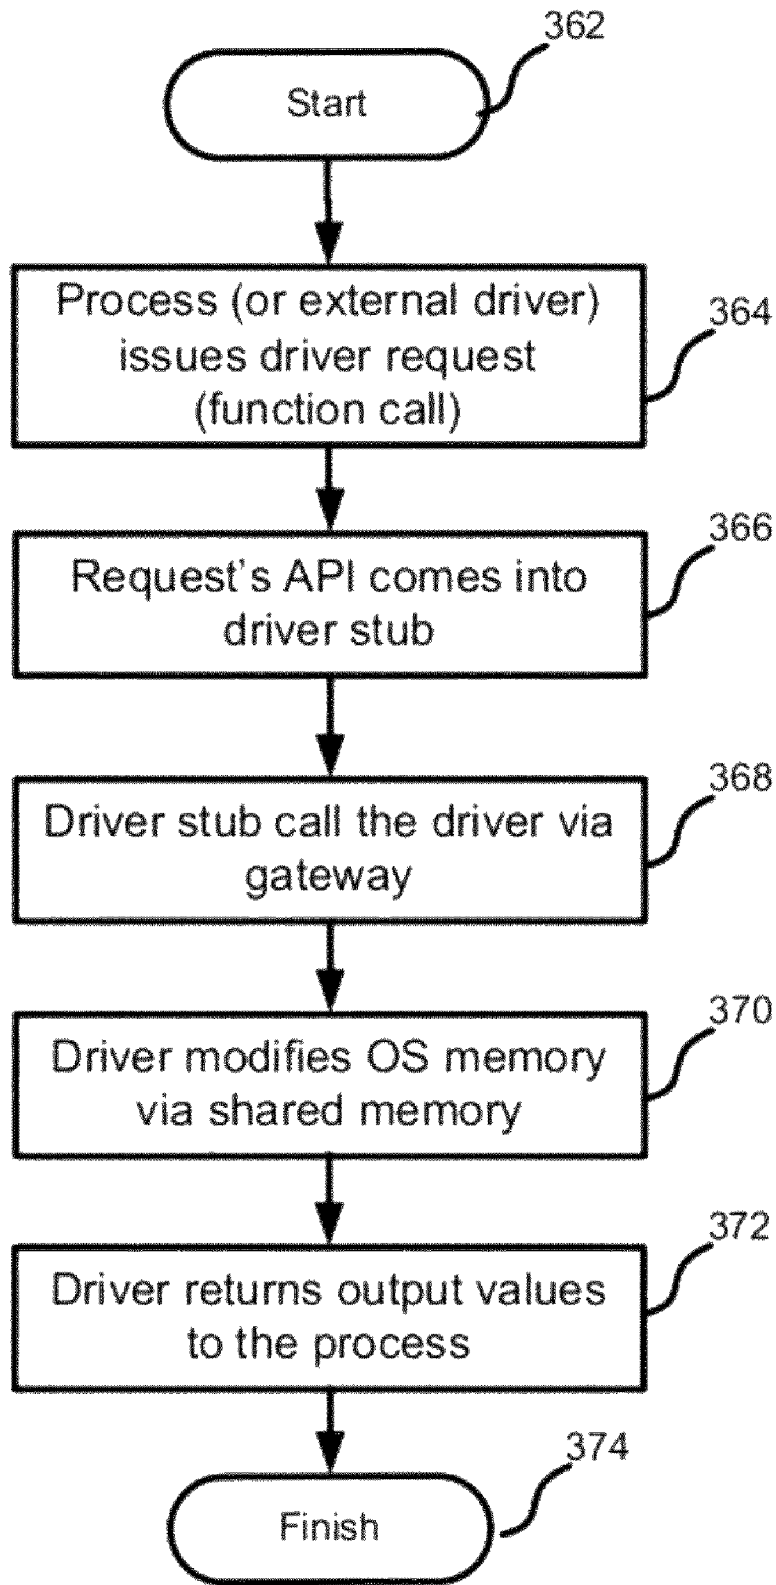 362
Start
Process (or external driver)
issues driver request
(function call)
364
Request's API comes into
driver stub
366
Driver stub call the driver via
gateway
368
Driver modifies OS memory
via shared memory
370
Driver returns output values
to the process
372
Finish
374